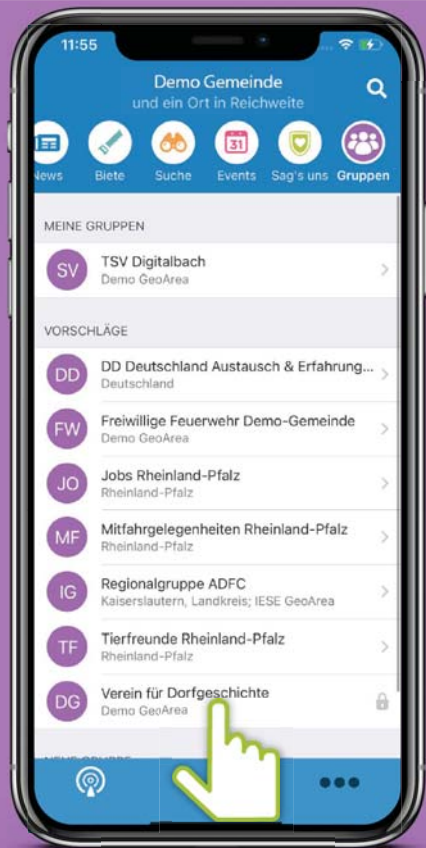 11:55
Demo Gemeinde
und ein Ort in Reichweite
31
News Biete Suche Events Sag's uns Gruppen
MEINE GRUPPEN
SV TSV Digitalbach
Demo GeoArea
VORSCHLÄGE
DD DD Deutschland Austausch & Erfahrung...
Deutschland
FW Freiwillige Feuerwehr Demo-Gemeinde
Demo GeoArea
JO Jobs Rheinland-Pfalz
Rheinland-Pfalz
MF Mitfahrgelegenheiten Rheinland-Pfalz
Rheinland-Pfalz
IG Regionalgruppe ADFC
Kaiserslautern, Landkreis; IESE GeoArea
TF Tierfreunde Rheinland-Pfalz
Rheinland-Pfalz
DG Verein für Dorfgeschichte
Demo GeoArea